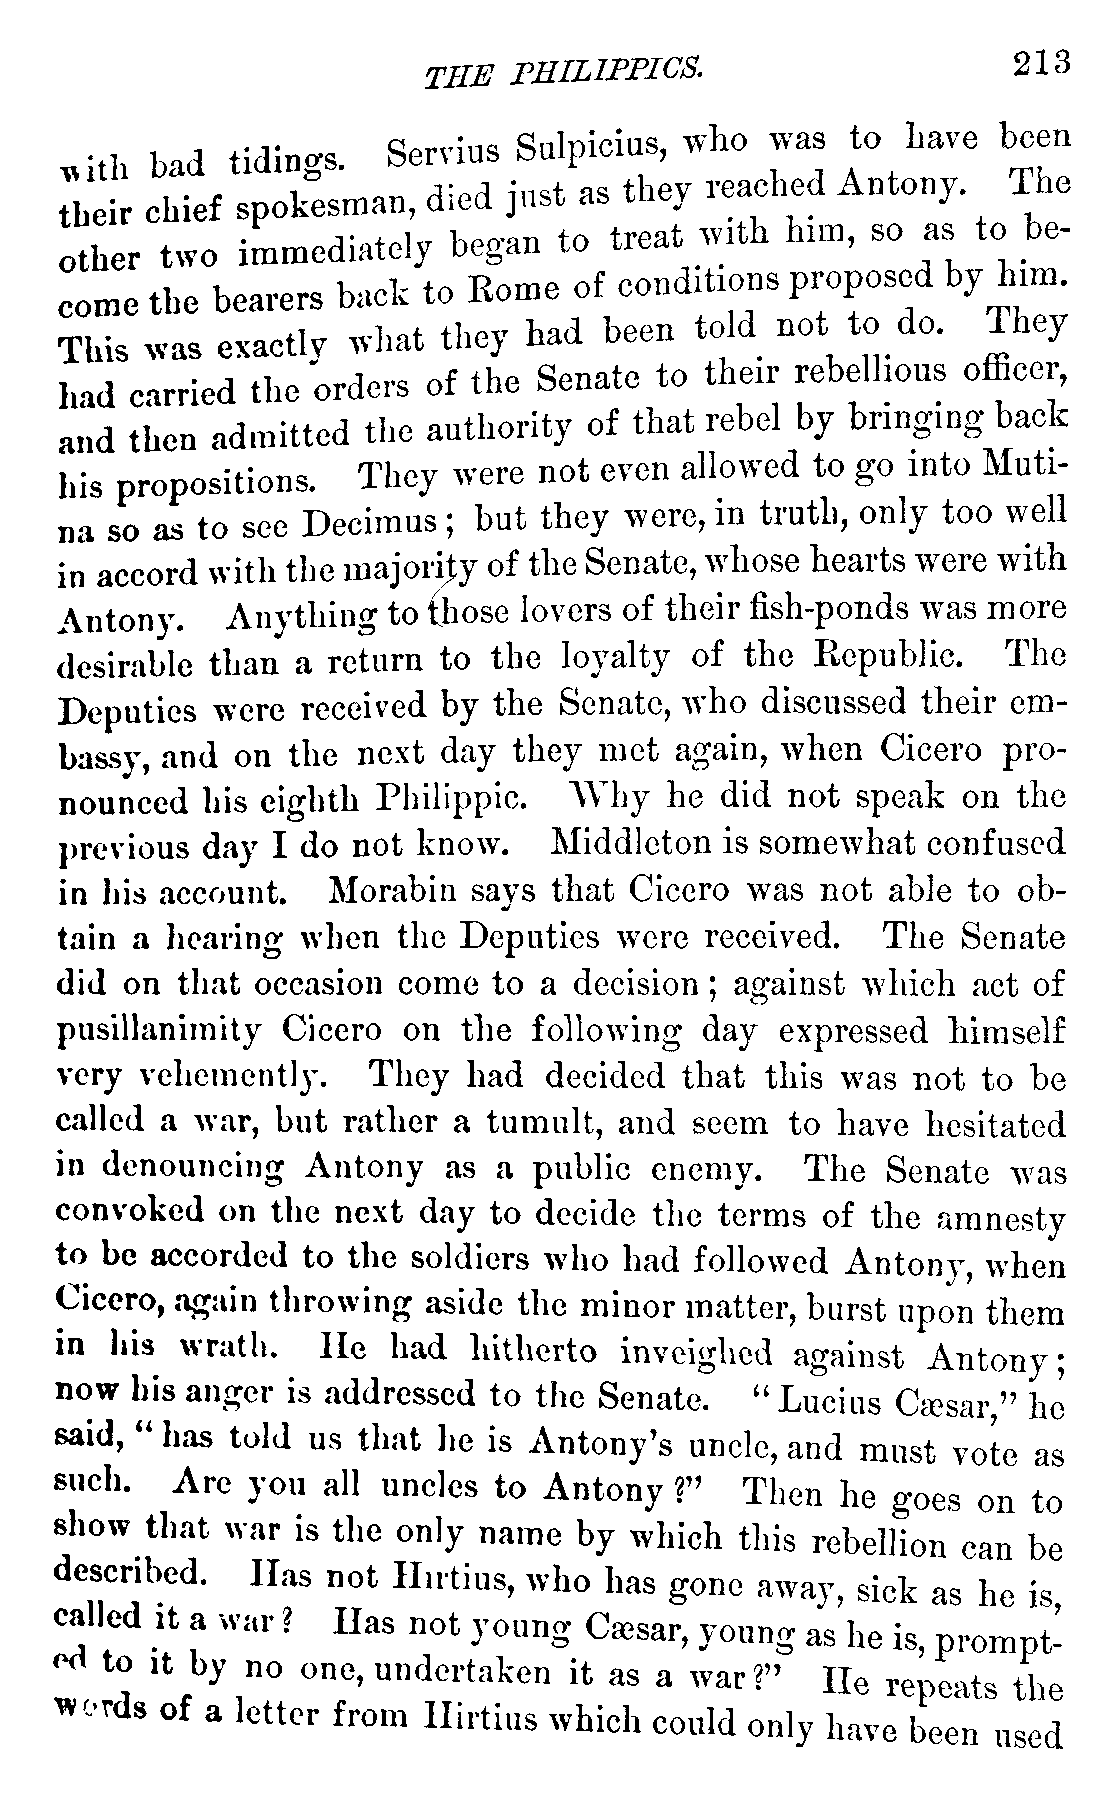 THE PHILIPPICS. 213
with bad tidings. Servius Sulpicius, who was to have been
their chief spokesman, died just as they reached Antony. The
other two immediately began to treat with him, so as to be-
come the bearers back to Rome of conditions proposed by him.
This was exactly what they had been told not to do. They
had carried the orders of the Senate to their rebellious officer,
and then admitted the authority of that rebel by bringing back
his propositions. They were not even allowed to go into Muti-
na so as to see Decimus; but they were, in truth, only too well
in accord with the majority of the Senate, whose hearts were with
Antony. Anything to those lovers of their fish-ponds was more
desirable than a return to the loyalty of the Republic. The
Deputies were received by the Senate, who discussed their em-
bassy, and on the next day they met again, when Cicero pro-
nounced his eighth Philippic. Why he did not speak on the
previous day I do not know. Middleton is somewhat confused
in his account. Morabin says that Cicero was not able to ob-
tain a hearing when the Deputies were received. The Senate
did on that occasion come to a decision; against which act of
pusillanimity Cicero on the following day expressed himself
very vehemently. They had decided that this was not to be
called a war, but rather a tumult, and seem to have hesitated
in denouncing Antony as a public enemy. The Senate was
convoked on the next day to decide the terms of the amnesty
to be accorded to the soldiers who had followed Antony, when
Cicero, again throwing aside the minor matter, burst upon them
in his wrath. He had hitherto inveighed against Antony;
now his anger is addressed to the Senate. "Lucius Cæsar," he
said, "has told us that he is Antony's uncle, and must vote as
such. Are you all uncles to Antony?" Then he goes on to
show that war is the only name by which this rebellion can be
described. Has not Hirtius, who has gone away, sick as he is,
called it a war? Has not young Cæsar, young as he is, prompt-
ed to it by no one, undertaken it as a war?" He repeats the
words of a letter from Hirtius which could only have been used